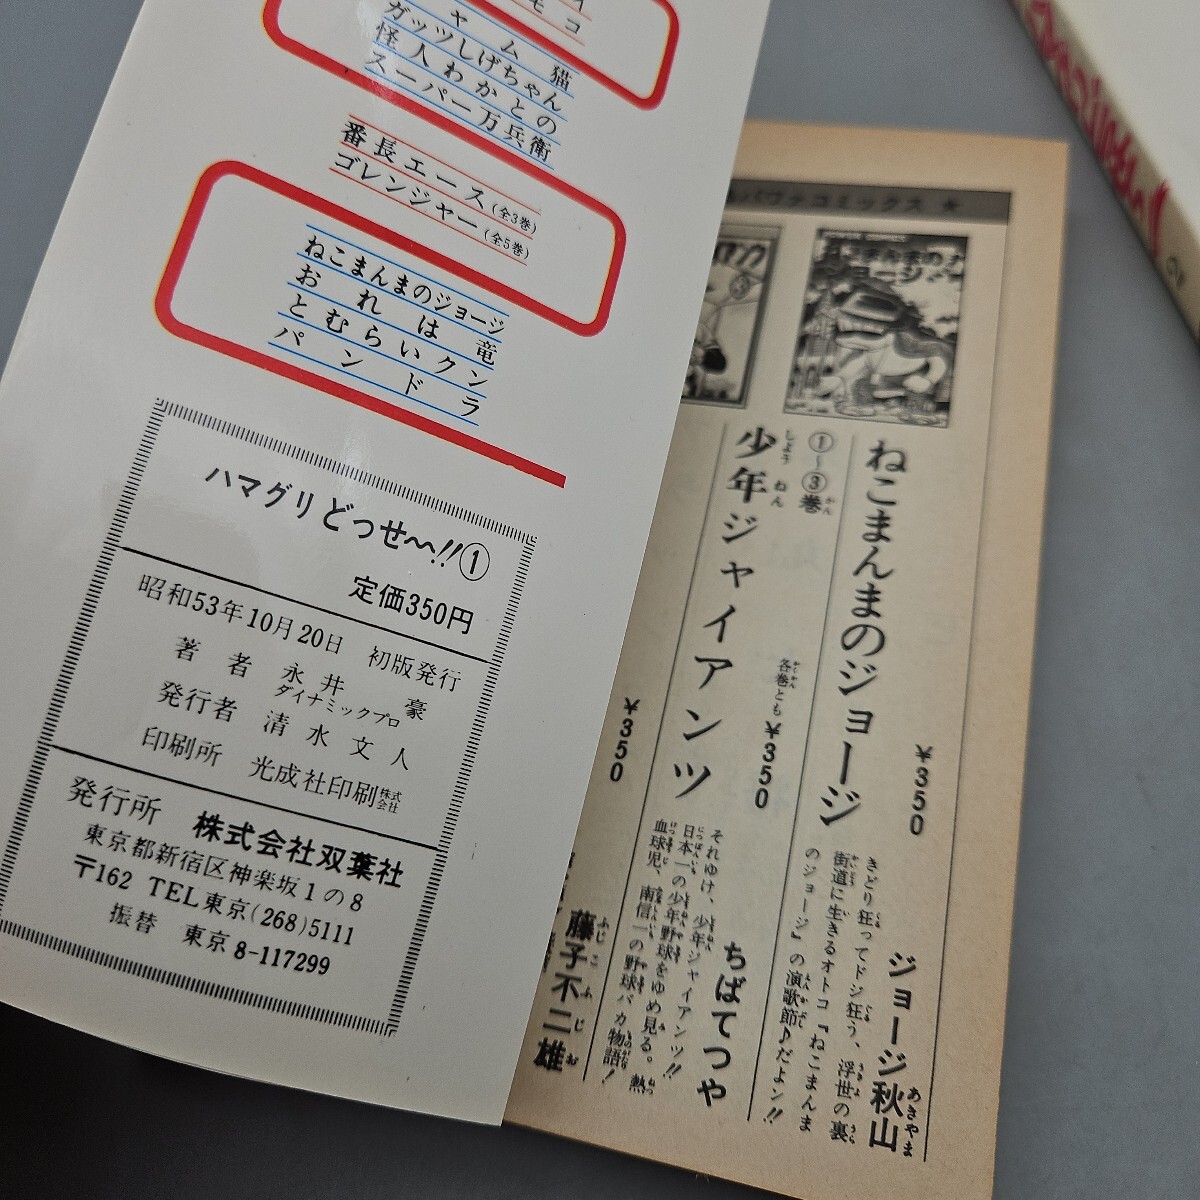 モコ
ヤム猫
ガッツしげちゃん
怪人わかとの
スーパー万兵衛
番長エース(全3巻)
ゴレンジャー(全5巻)
ねこまんまのジョージ
おれは竜
とむらいクン
パンドラ
ハマグリどっせ〜!!①
定価350円
昭和53年10月20日 初版発行
著者 永井豪
ダイナミックプロ
発行者 清水文人
印刷所 光成社印刷株式会社
発行所 株式会社双葉社
東京都新宿区神楽坂1の8
〒162 TEL東京(268)5111
振替 東京8-117299
パワァコミックス ★
ねこまんまのジョージ
¥350
きどり狂ってドジ狂う、浮世の裏
街道に生きるオトコ『ねこまんま
のジョージ』の演歌節♪だよン!!
ジョージ秋山
①〜③巻
少年ジャイアンツ
各巻とも¥350
それゆけ、少年ジャイアンツ!!
日本一の少年野球をゆめ見る。熱
血球児、南信一の野球バカ物語！
ちばてつや
¥350
藤子不二雄